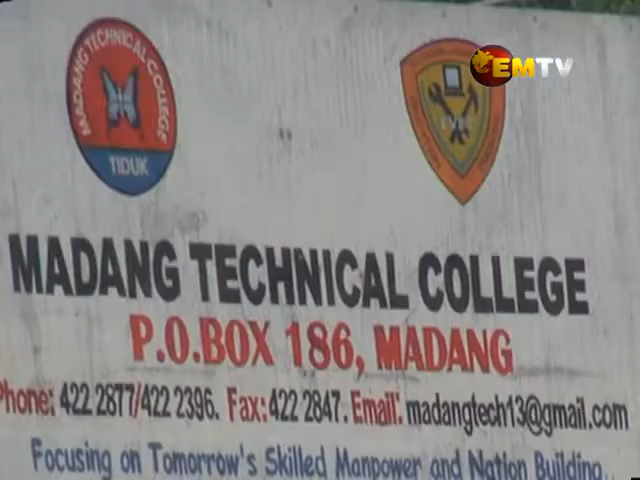 MADANG TECHNICAL COLLEGE
TIDUK
EMTV
MADANG TECHNICAL COLLEGE
P.O.BOX 186, MADANG
Phone: 422 2877/422 2396. Fax: 422 2847. Email: madangtech13@gmail.com
Focusing on Tomorrow's Skilled Manpower and Nation Building..